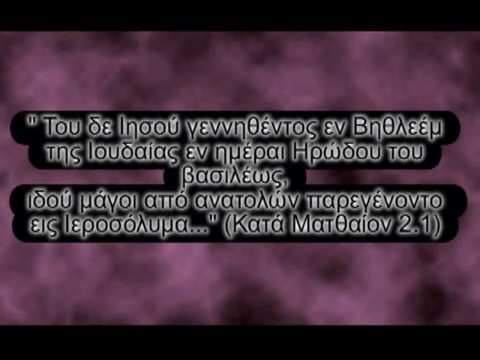 " Του δε Ιησού γεννηθέντος εν Βηθλεέμ
της Ιουδαίας εν ημέραι Ηρώδου του
βασιλέως,
ιδού μάγοι από ανατολών παρεγένοντο
εις Ιεροσόλυμα..." (Κατά Ματθαίον 2.1)